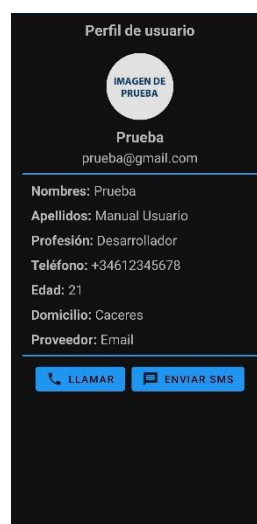 Perfil de usuario
IMAGEN DE
PRUEBA
Prueba
prueba@gmail.com
Nombres: Prueba
Apellidos: Manual Usuario
Profesión: Desarrollador
Teléfono: +34612345678
Edad: 21
Domicilio: Caceres
Proveedor: Email
LLAMAR ENVIAR SMS